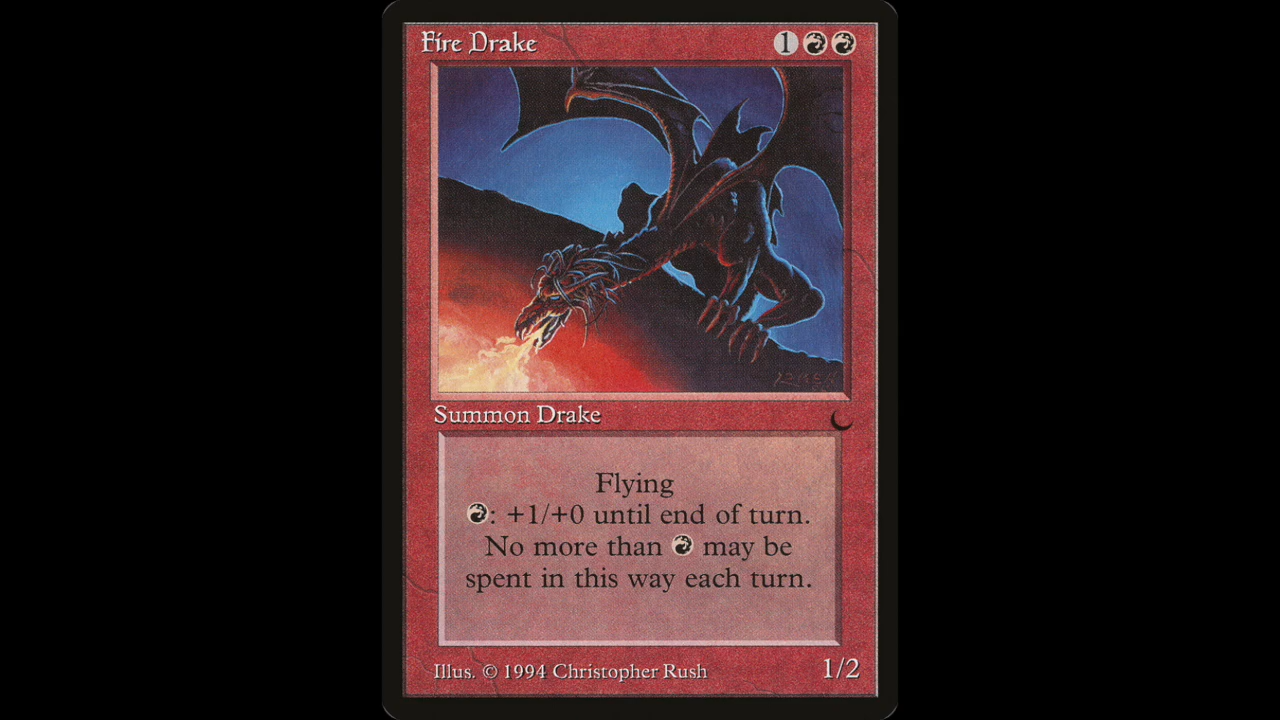 Fire Drake 1
Summon Drake
Flying
: +1/+0 until end of turn.
No more than may be
spent in this way each turn.
Illus. © 1994 Christopher Rush 1/2